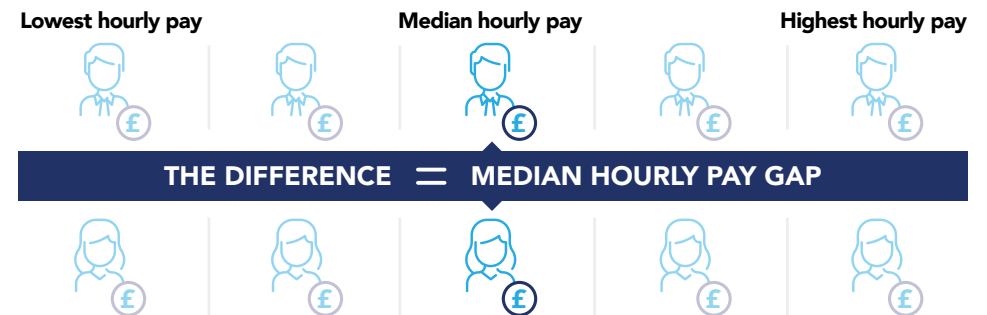 Lowest hourly pay
Median hourly pay
Highest hourly pay
£ £ £ £ £
THE DIFFERENCE = MEDIAN HOURLY PAY GAP
£ £ £ £ £